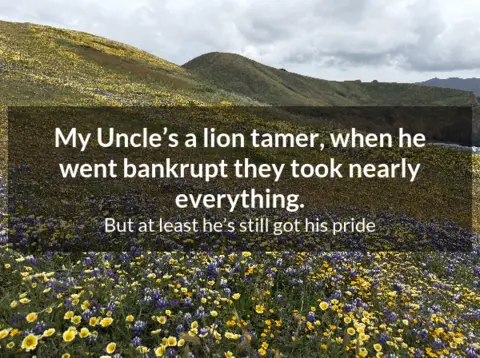 My Uncle’s a lion tamer, when he
went bankrupt they took nearly
everything.
But at least he’s still got his pride